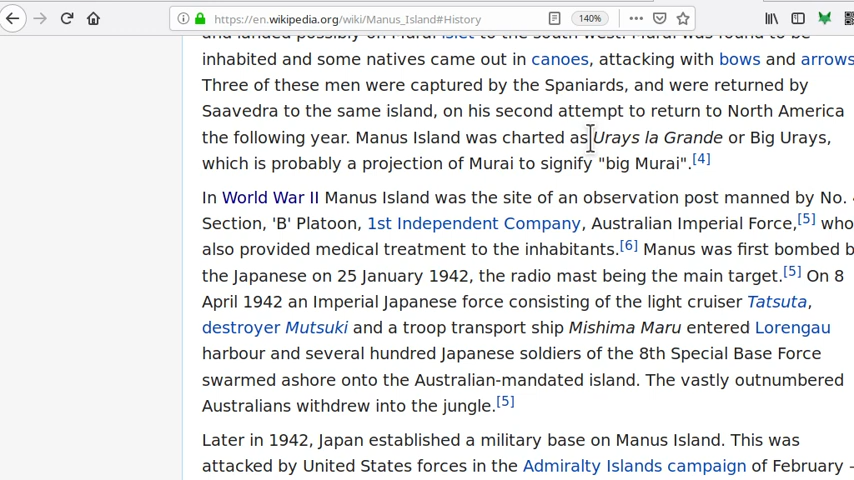 https://en.wikipedia.org/wiki/Manus_Island#History
140%
and landed possibly on Murai islet to the south west. Murai was found to be
inhabited and some natives came out in canoes, attacking with bows and arrows
Three of these men were captured by the Spaniards, and were returned by
Saavedra to the same island, on his second attempt to return to North America
the following year. Manus Island was charted as Urays la Grande or Big Urays,
which is probably a projection of Murai to signify "big Murai".[4]
In World War II Manus Island was the site of an observation post manned by No.
Section, 'B' Platoon, 1st Independent Company, Australian Imperial Force,[5] who
also provided medical treatment to the inhabitants.[6] Manus was first bombed b
the Japanese on 25 January 1942, the radio mast being the main target.[5] On 8
April 1942 an Imperial Japanese force consisting of the light cruiser Tatsuta,
destroyer Mutsuki and a troop transport ship Mishima Maru entered Lorengau
harbour and several hundred Japanese soldiers of the 8th Special Base Force
swarmed ashore onto the Australian-mandated island. The vastly outnumbered
Australians withdrew into the jungle.[5]
Later in 1942, Japan established a military base on Manus Island. This was
attacked by United States forces in the Admiralty Islands campaign of February -